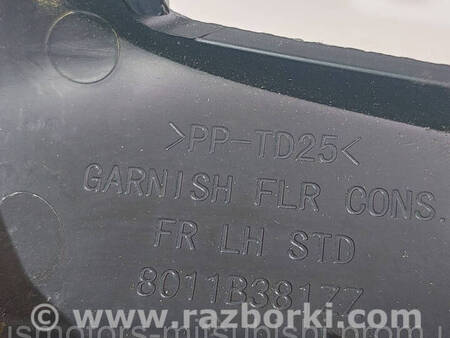 >PP-TD25<
GARNISH FLR CONS.
FR LH STD
8011B381ZZ
www.razborki.com